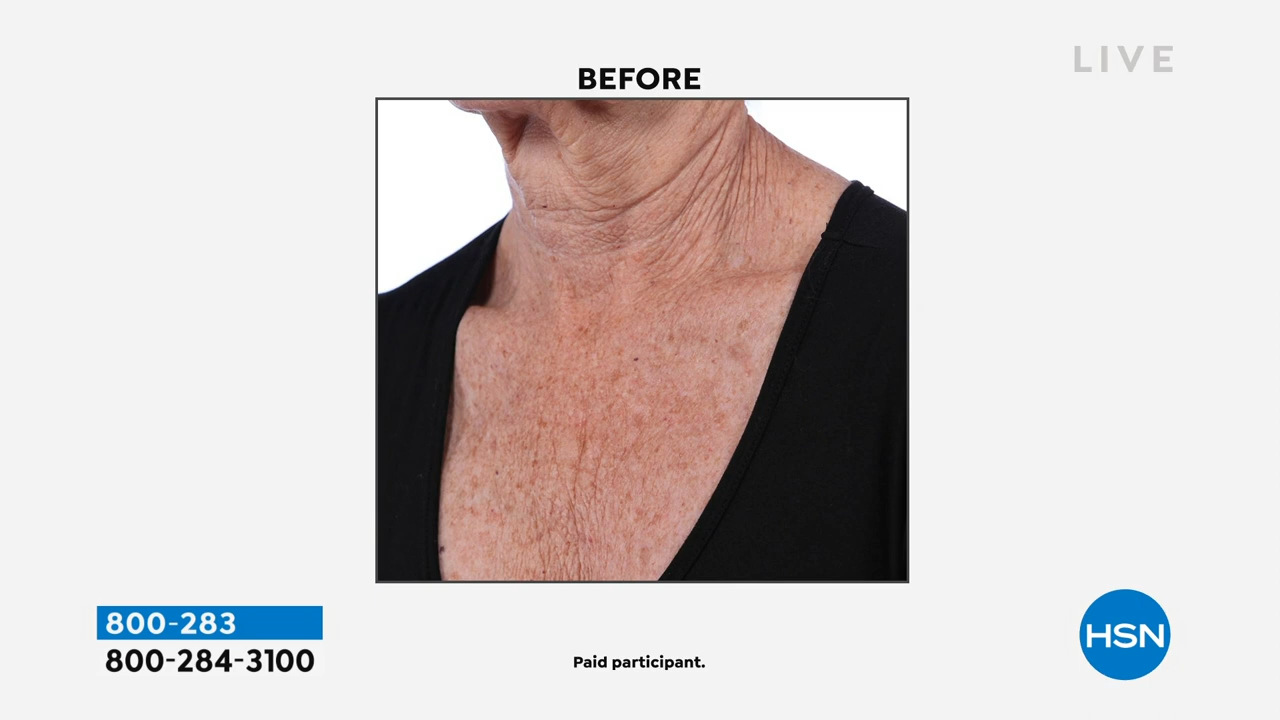 LIVE
BEFORE
800-283
800-284-3100
Paid participant.
HSN